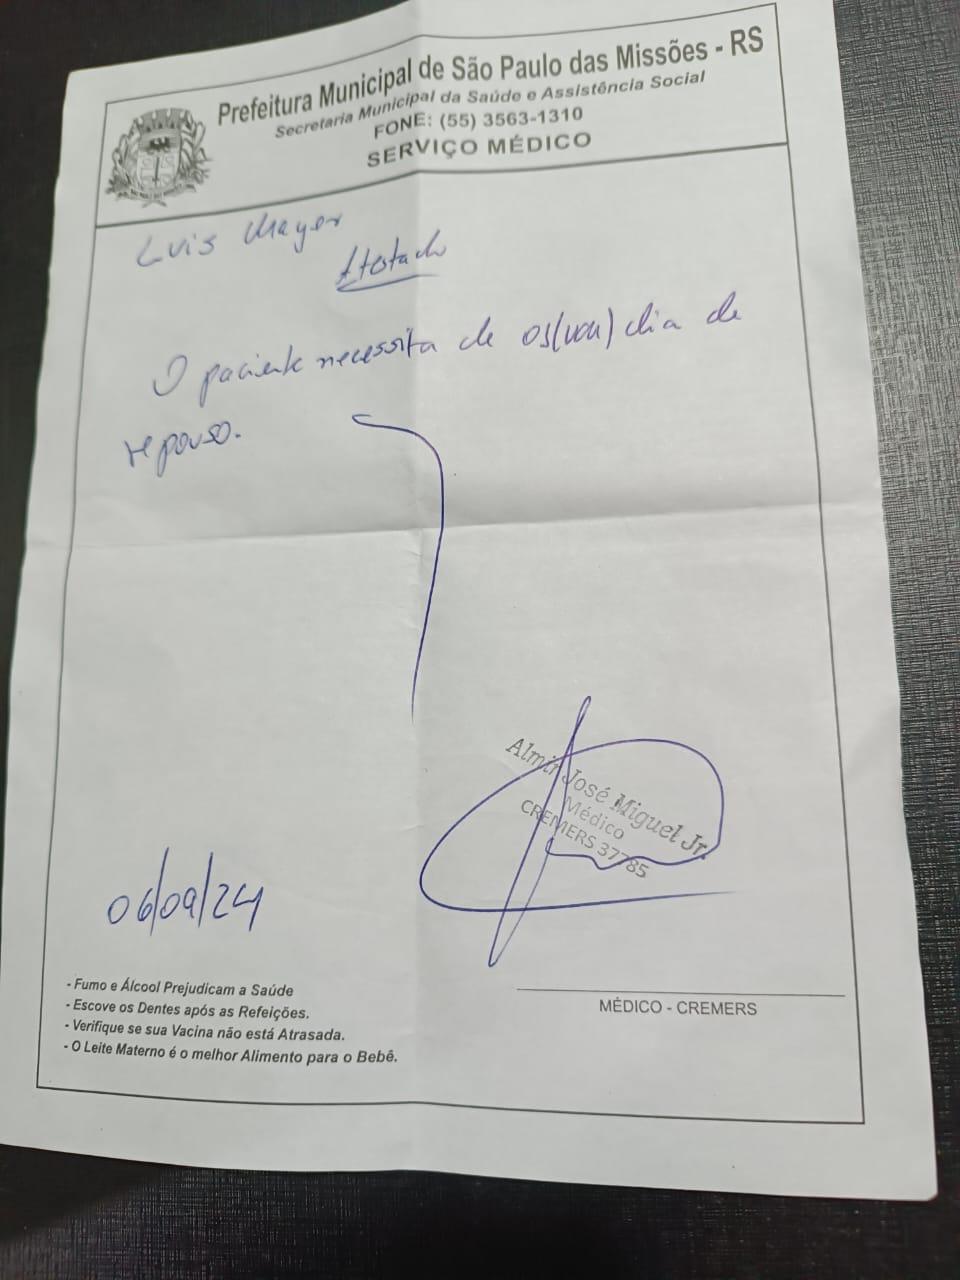 Prefeitura Municipal de São Paulo das Missões - RS
Secretaria Municipal da Saúde e Assistência Social
FONE: (55) 3563-1310
SERVIÇO MÉDICO
Luis Mayer
Atestado
O paciente necessita de dia de
repouso.
Almir José Miguel Jr.
Médico
CREMERS 37785
06/09/24
- Fumo e Álcool Prejudicam a Saúde
- Escove os Dentes após as Refeições.
- Verifique se sua Vacina não está Atrasada.
- O Leite Materno é o melhor Alimento para o Bebê.
MÉDICO - CREMERS